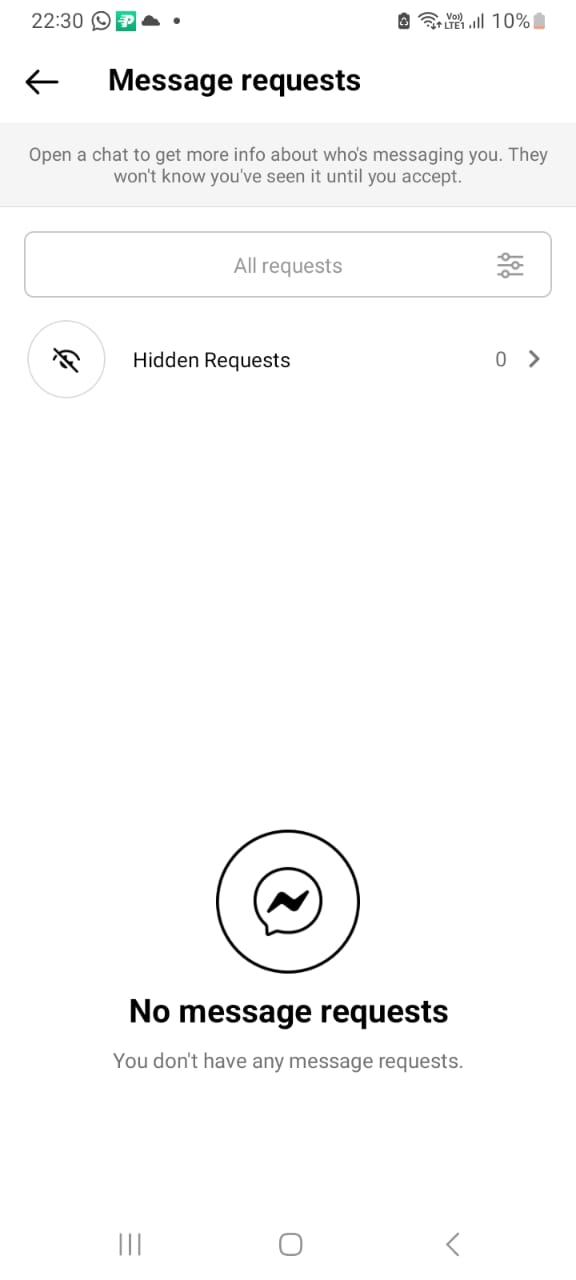 22:30 10%
Message requests
Open a chat to get more info about who's messaging you. They
won't know you've seen it until you accept.
All requests
Hidden Requests 0
No message requests
You don't have any message requests.